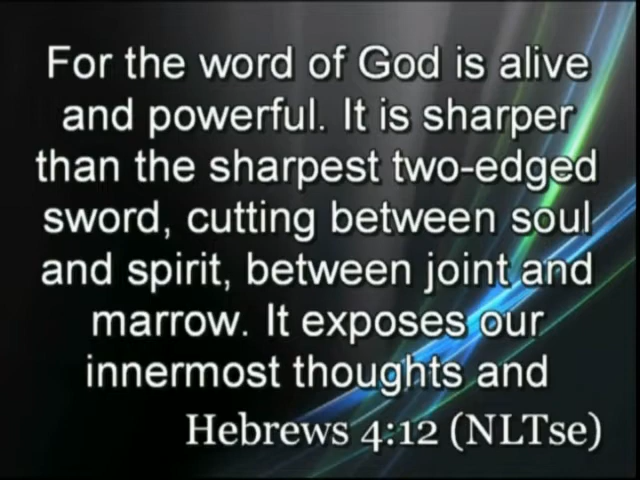 For the word of God is alive
and powerful. It is sharper
than the sharpest two-edged
sword, cutting between soul
and spirit, between joint and
marrow. It exposes our
innermost thoughts and
Hebrews 4:12 (NLTse)